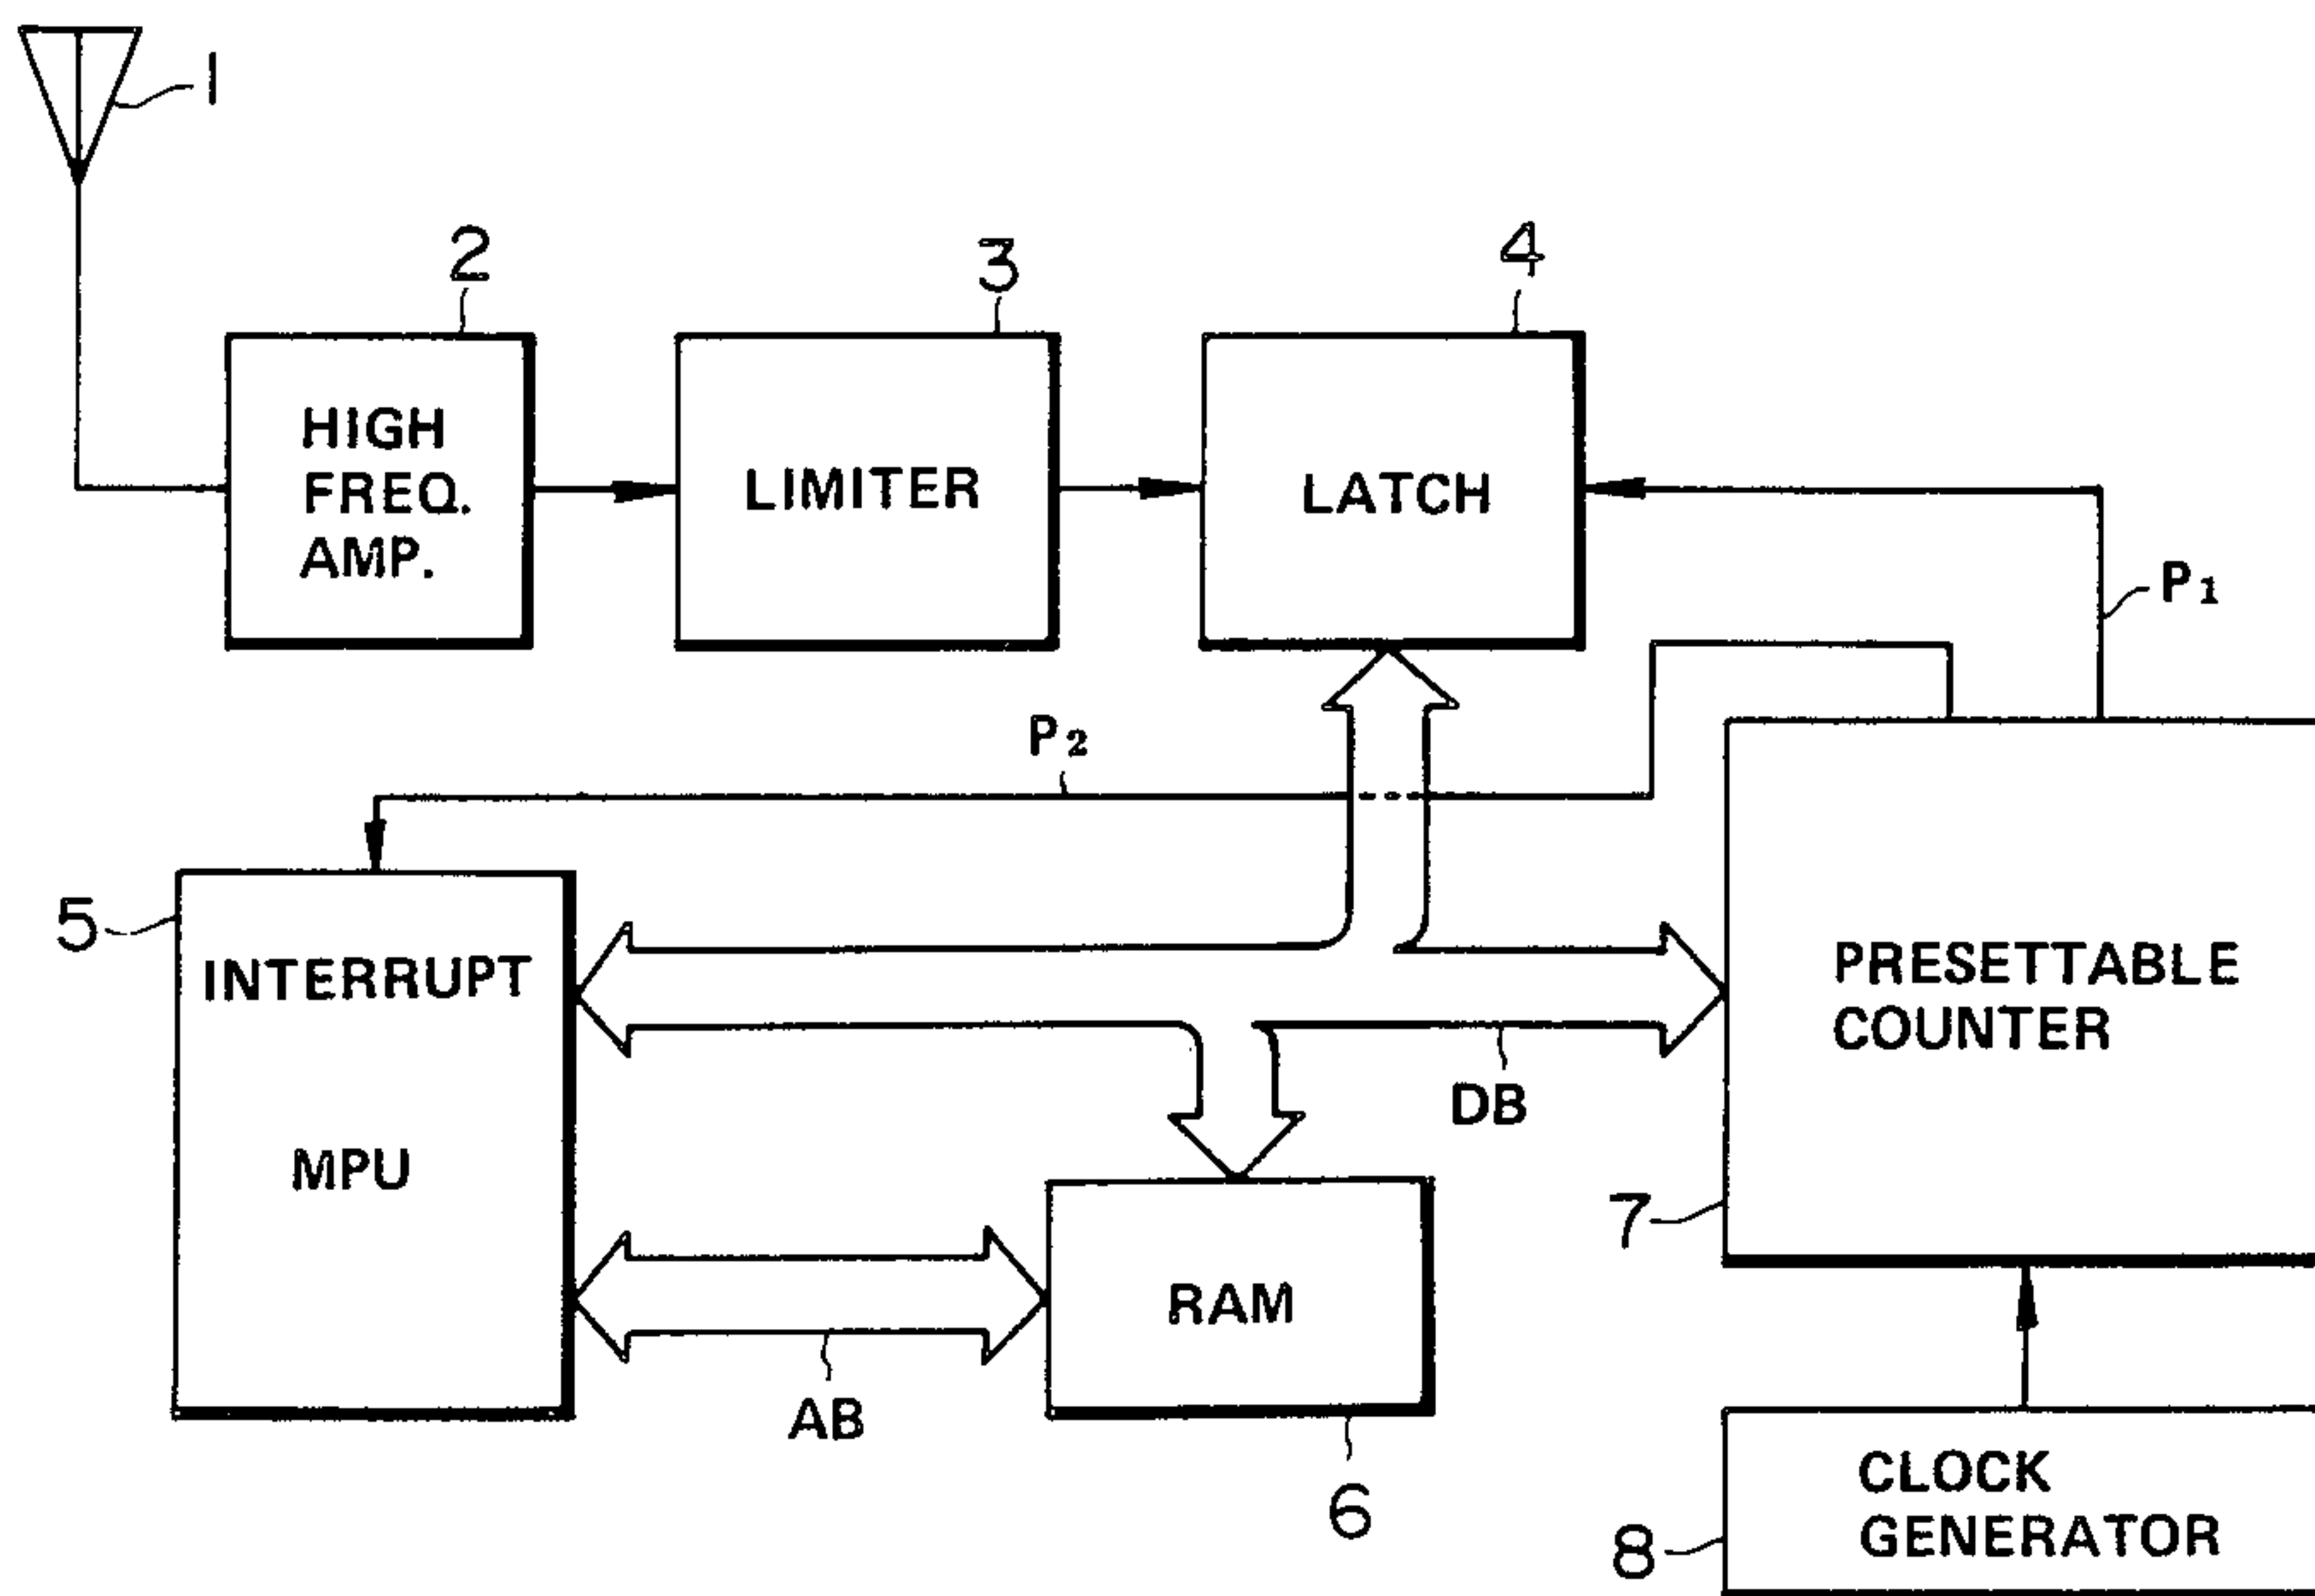 1
2
3
4
HIGH
FREQ.
AMP.
LIMITER
LATCH
P1
P2
5
INTERRUPT
MPU
PRESETTABLE
COUNTER
DB
7
RAM
AB
6
CLOCK
GENERATOR
8